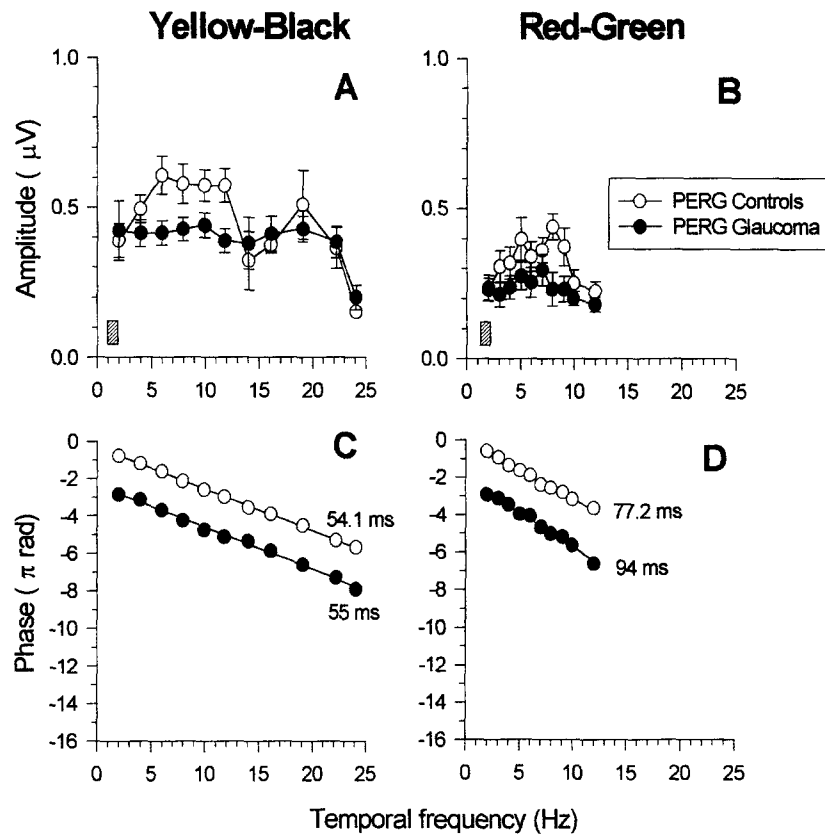 Yellow-Black
Red-Green
A
B
Amplitude ( μV)
1.0
0.5
0.0
0 5 10 15 20 25
1.0
0.5
0.0
0 5 10 15 20 25
PERG Controls
PERG Glaucoma
C
D
Phase ( π rad)
0
-2
-4
-6
-8
-10
-12
-14
-16
54.1 ms
55 ms
0 5 10 15 20 25
0
-2
-4
-6
-8
-10
-12
-14
-16
77.2 ms
94 ms
0 5 10 15 20 25
Temporal frequency (Hz)